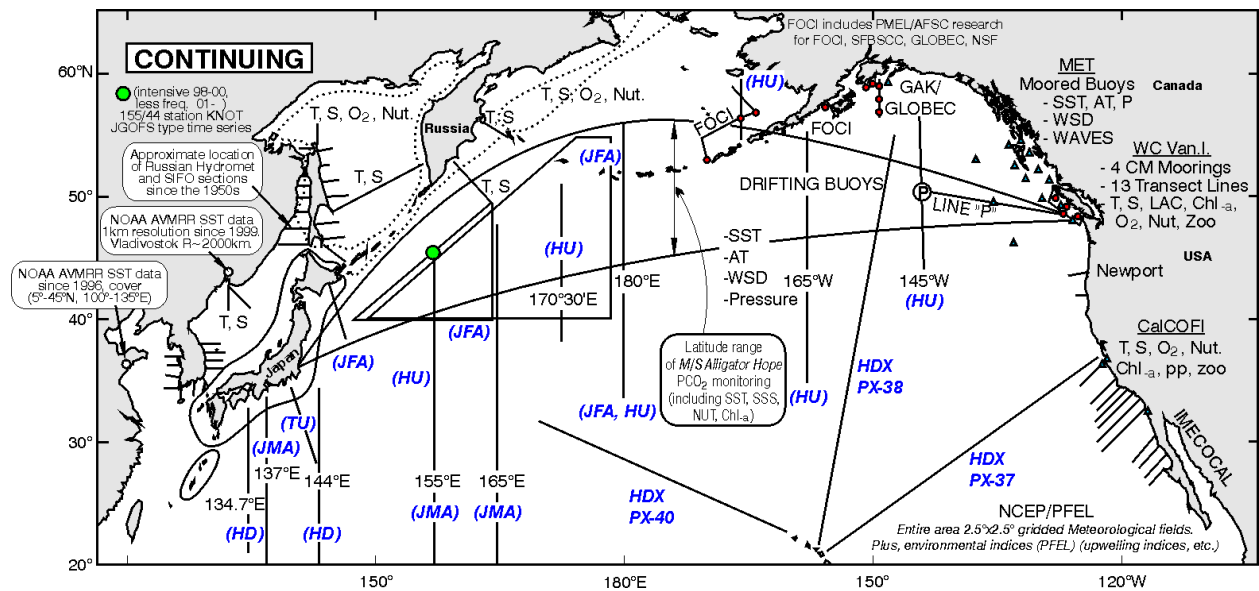 FOCI includes PMEL/AFSC research
for FOCI, SFBSCC, GLOBEC, NSF
CONTINUING
(intensive 98-00,
less freq. 01- )
155/44 station KNOT
JGOFS type time series
Approximate location
of Russian Hydromet
and SIFO sections
since the 1950s
NOAA AVMRR SST data
1km resolution since 1999.
Vladivostok R~2000km.
NOAA AVMRR SST data
since 1996, cover
(5°-45°N, 100°-135°E)
60°N
50°
40°
30°
20°
T, S, O2, Nut.
T, S, O2, Nut.
T, S
Russia
T, S
T, S
T, S
Japan
(HU)
FOCI
FOCI
GAK/
GLOBEC
MET
Moored Buoys
- SST, AT, P
- WSD
- WAVES
Canada
WC Van.I.
- 4 CM Moorings
- 13 Transect Lines
T, S, LAC, Chl-a,
O2, Nut, Zoo
USA
(JFA)
DRIFTING BUOYS
P
LINE "P"
-SST
-AT
-WSD
-Pressure
(HU)
180°E
170°30'E
165°W
145°W
(HU)
Newport
CalCOFI
T, S, O2, Nut.
Chl-a, pp, zoo
(JFA)
(JFA)
(HU)
Latitude range
of M/S Alligator Hope
PCO2 monitoring
(including SST, SSS,
NUT, Chl-a)
(JFA, HU)
(HU)
HDX
PX-38
HDX
PX-37
HDX
PX-40
IMECOCAL
(TU)
(JMA)
137°E
144°E
134.7°E
(HD)
(HD)
155°E
(JMA)
165°E
(JMA)
NCEP/PFEL
Entire area 2.5°x2.5° gridded Meteorological fields.
Plus, environmental indices (PFEL) (upwelling indices, etc.)
150°
180°E
150°
120°W